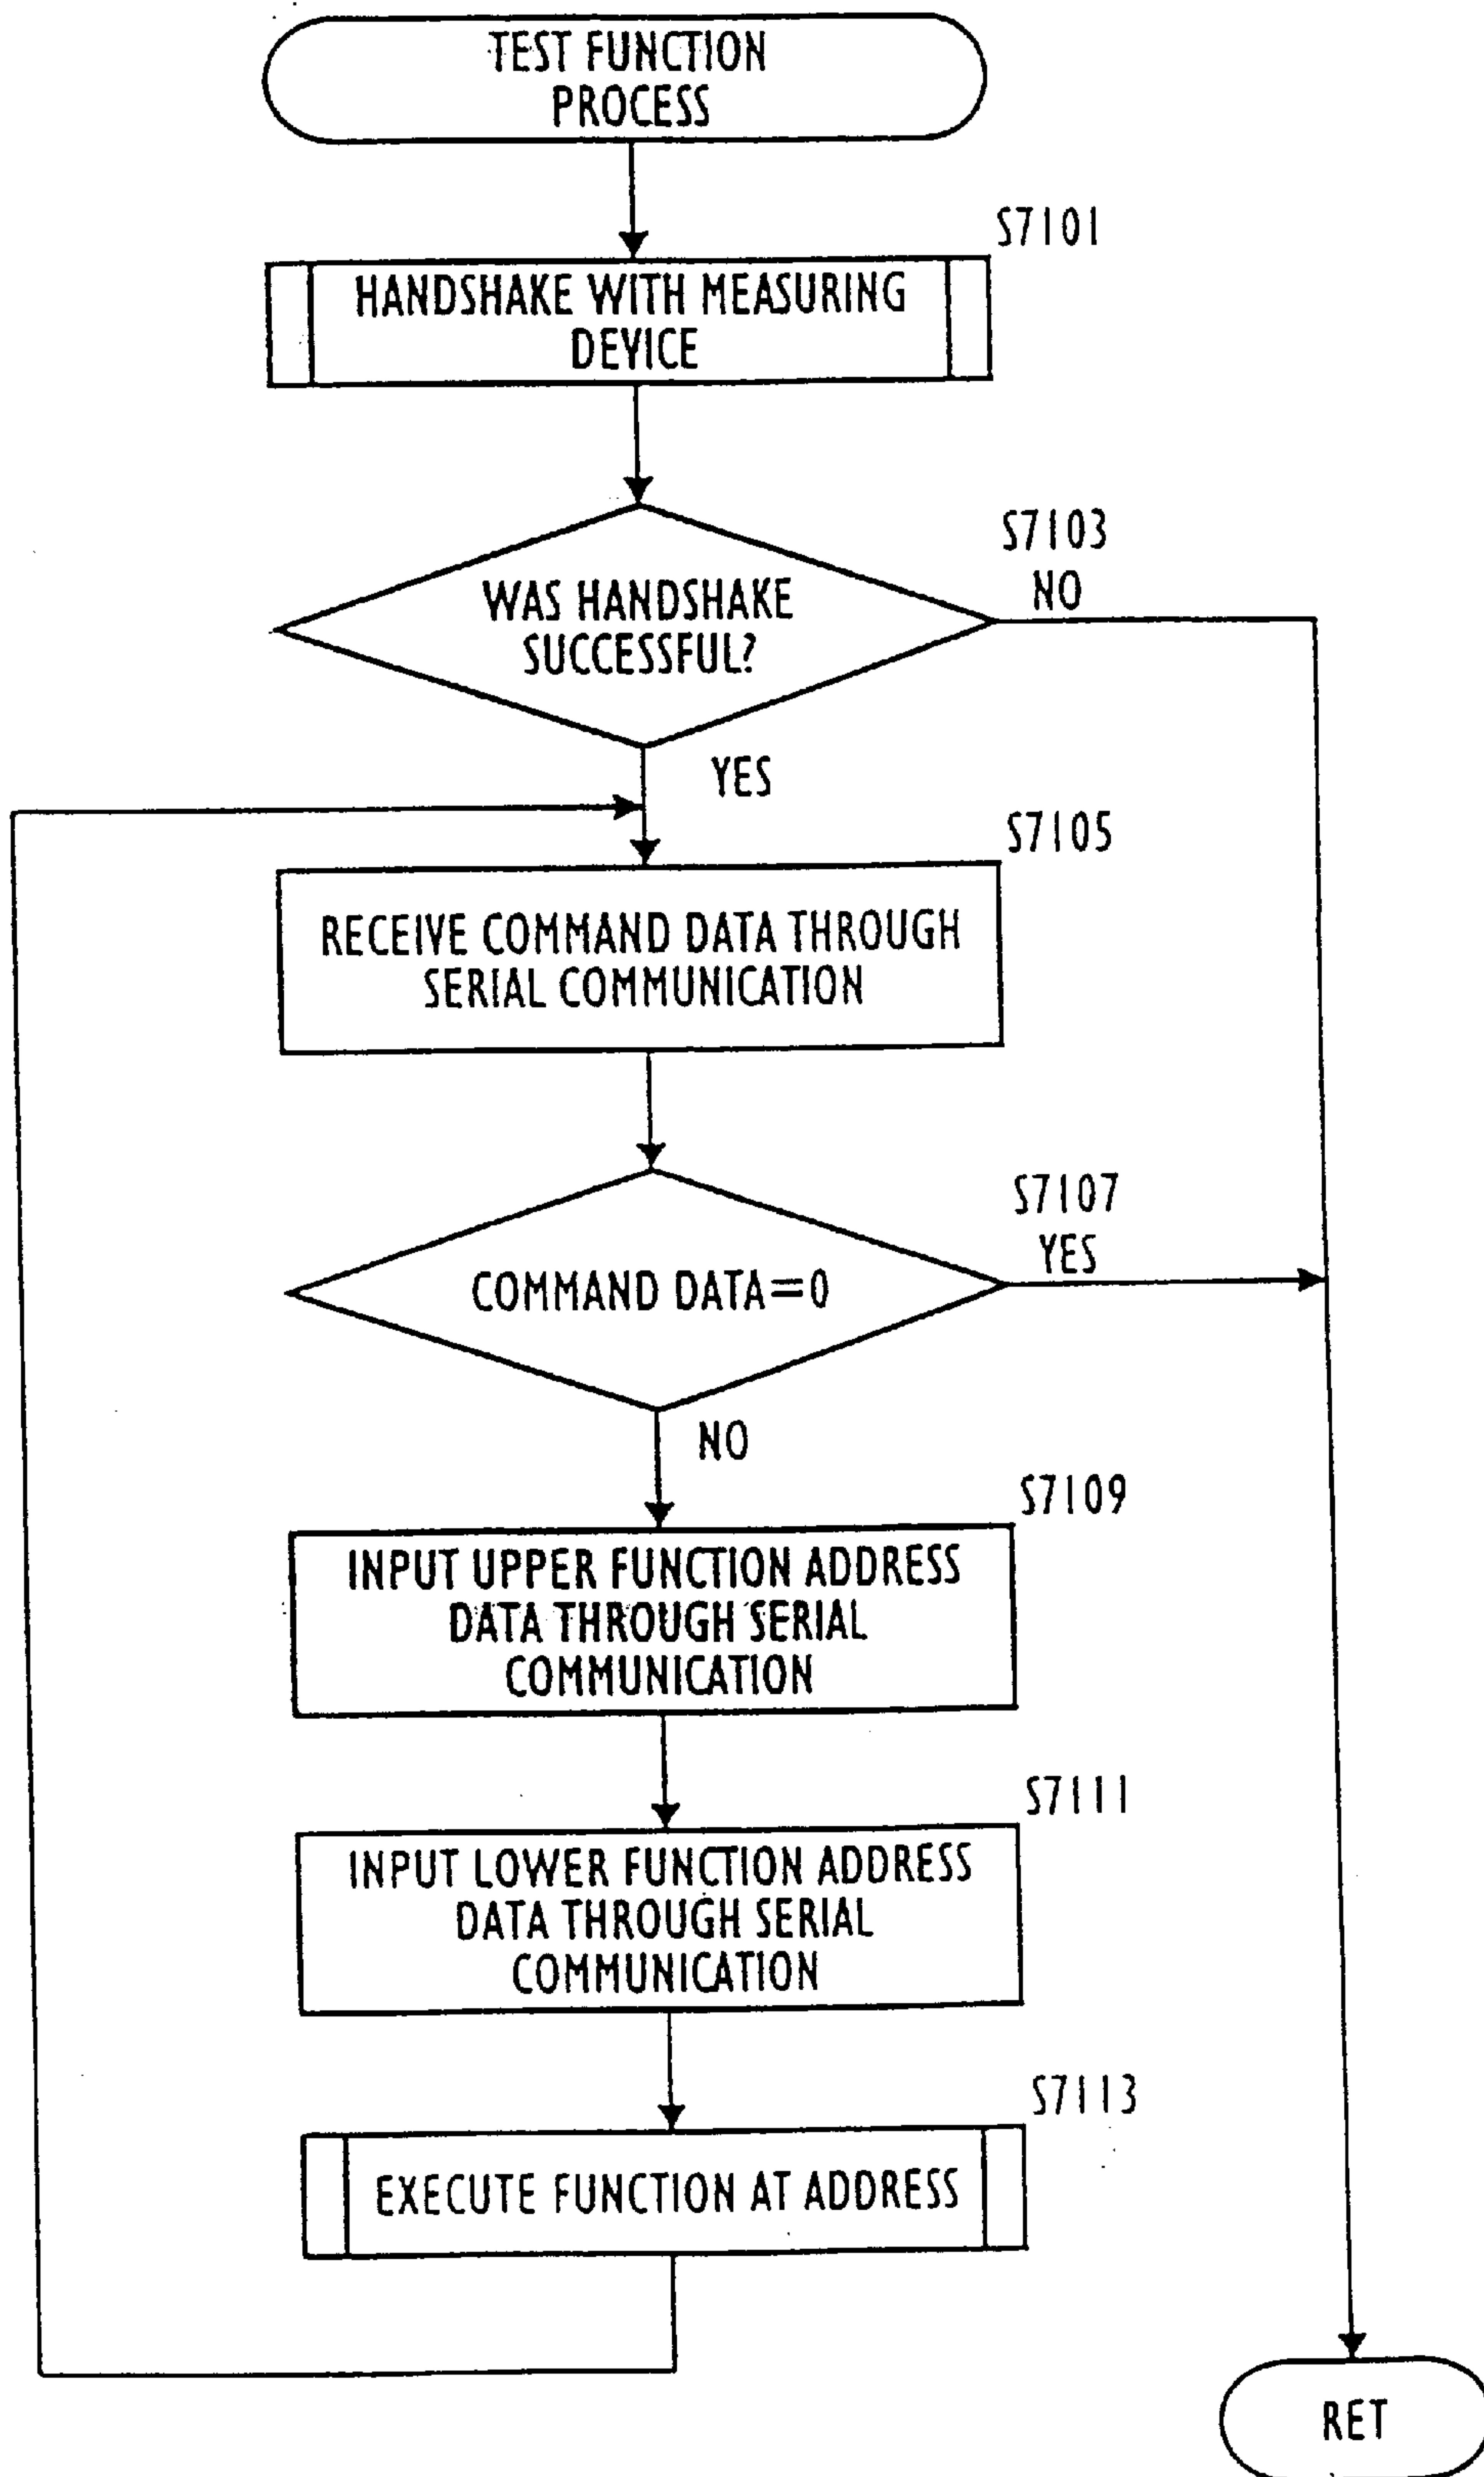 TEST FUNCTION
PROCESS
S7101
HANDSHAKE WITH MEASURING
DEVICE
S7103
NO
WAS HANDSHAKE
SUCCESSFUL?
YES
S7105
RECEIVE COMMAND DATA THROUGH
SERIAL COMMUNICATION
S7107
YES
COMMAND DATA=0
NO
S7109
INPUT UPPER FUNCTION ADDRESS
DATA THROUGH SERIAL
COMMUNICATION
S7111
INPUT LOWER FUNCTION ADDRESS
DATA THROUGH SERIAL
COMMUNICATION
S7113
EXECUTE FUNCTION AT ADDRESS
RET